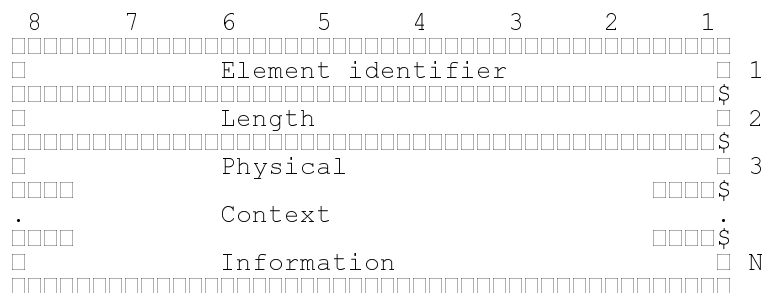 8 7 6 5 4 3 2 1
□□□□□□□□□□□□□□□□□□□□□□□□□□□□□□□□□□□□□□□□□□□□□
□ Element identifier □ 1
□□□□□□□□□□□□□□□□□□□□□□□□□□□□□□□□□□□□□□□□□□□□$
□ Length □ 2
□□□□□□□□□□□□□□□□□□□□□□□□□□□□□□□□□□□□□□□□□□□□$
□ Physical □ 3
□□□□ □□□□$
. Context .
□□□□ □□□□$
□ Information □ N
□□□□□□□□□□□□□□□□□□□□□□□□□□□□□□□□□□□□□□□□□□□□□